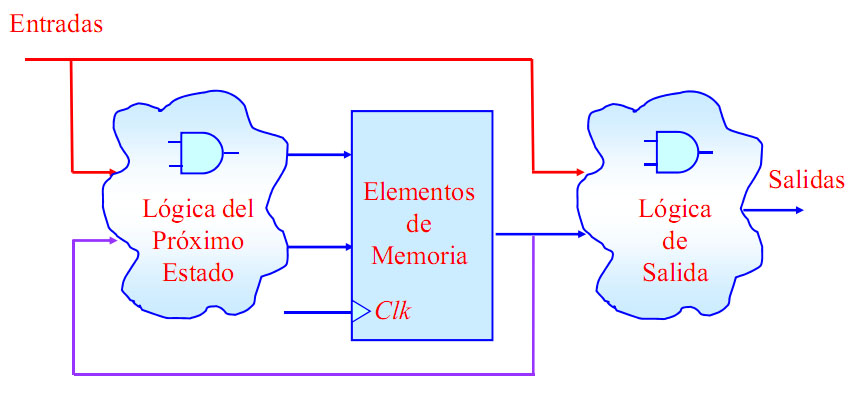 Entradas
Lógica del
Próximo
Estado
Elementos
de
Memoria
Clk
Lógica
de
Salida
Salidas